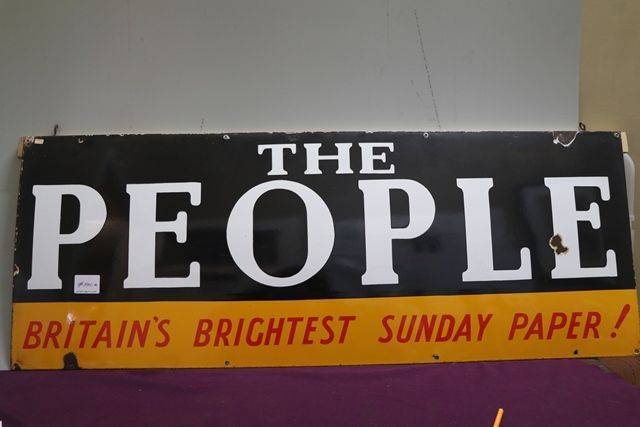 THE
PEOPLE
BRITAIN'S BRIGHTEST SUNDAY PAPER!